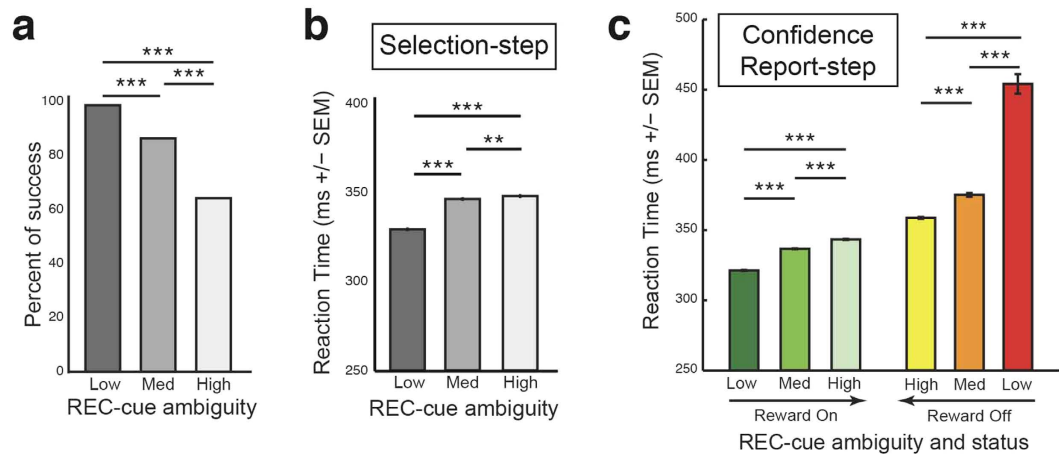 a
***
***
***
100
80
60
40
20
0
Percent of success
Low
Med
High
REC-cue ambiguity
b
Selection-step
400
350
300
250
***
***
**
Reaction Time (ms +/− SEM)
Low
Med
High
REC-cue ambiguity
c
Confidence
Report-step
500
450
400
350
300
250
Reaction Time (ms +/− SEM)
***
***
***
***
***
***
Low
Med
High
High
Med
Low
Reward On
Reward Off
REC-cue ambiguity and status